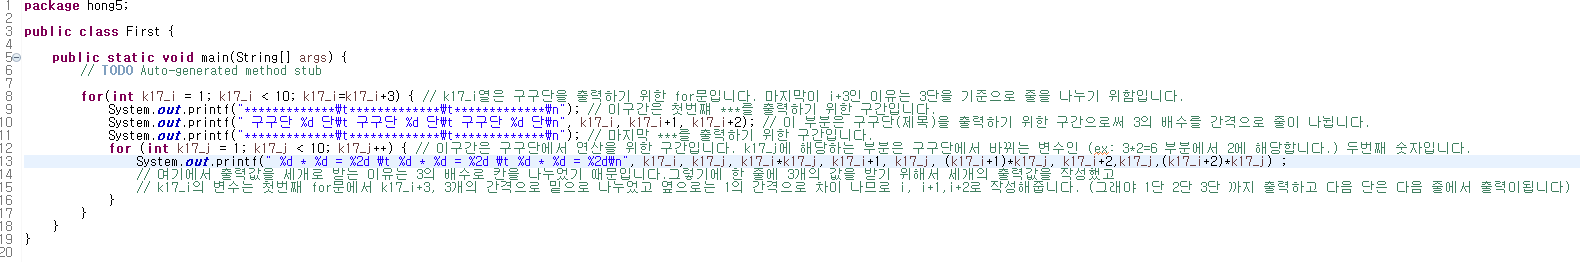 1 package hong5;
2
3 public class First {
4
5 public static void main(String[] args) {
6 // TODO Auto-generated method stub
7
8 for(int k17_i = 1; k17_i < 10; k17_i=k17_i+3) { // k17_i열은 구구단을 출력하기 위한 for문입니다. 마지막이 i+3인 이유는 3단을 기준으로 줄을 나누기 위함입니다.
9 System.out.printf("*************₩t*************₩t*************₩n"); // 이구간은 첫번쨰 ***를 출력하기 위한 구간입니다.
10 System.out.printf(" 구구단 %d 단₩t 구구단 %d 단₩t 구구단 %d 단₩n", k17_i, k17_i+1, k17_i+2); // 이 부분은 구구단(제목)을 출력하기 위한 구간으로써 3의 배수를 간격으로 줄이 나뉩니다.
11 System.out.printf("*************₩t*************₩t*************₩n"); // 마지막 ***를 출력하기 위한 구간입니다.
12 for (int k17_j = 1; k17_j < 10; k17_j++) { // 이구간은 구구단에서 연산을 위한 구간입니다. k17_j에 해당하는 부분은 구구단에서 바뀌는 변수인 (ex: 3*2=6 부분에서 2에 해당합니다.) 두번째 숫자입니다.
13 System.out.printf(" %d * %d = %2d ₩t %d * %d = %2d ₩t %d * %d = %2d₩n", k17_i, k17_j, k17_i*k17_j, k17_i+1, k17_j, (k17_i+1)*k17_j, k17_i+2,k17_j,(k17_i+2)*k17_j) ;
14 // 여기에서 출력값을 세개로 받는 이유는 3의 배수로 칸을 나누었기 때문입니다.그렇기에 한 줄에 3개의 값을 받기 위해서 세개의 출력값을 작성했고
15 // k17_i의 변수는 첫번째 for문에서 k17_i+3, 3개의 간격으로 밑으로 나누었고 옆으로는 1의 간격으로 차이 나므로 i, i+1,i+2로 작성해줍니다. (그래야 1단 2단 3단 까지 출력하고 다음 단은 다음 줄에서 출력이됩니다)
16 }
17 }
18 }
19 }
20